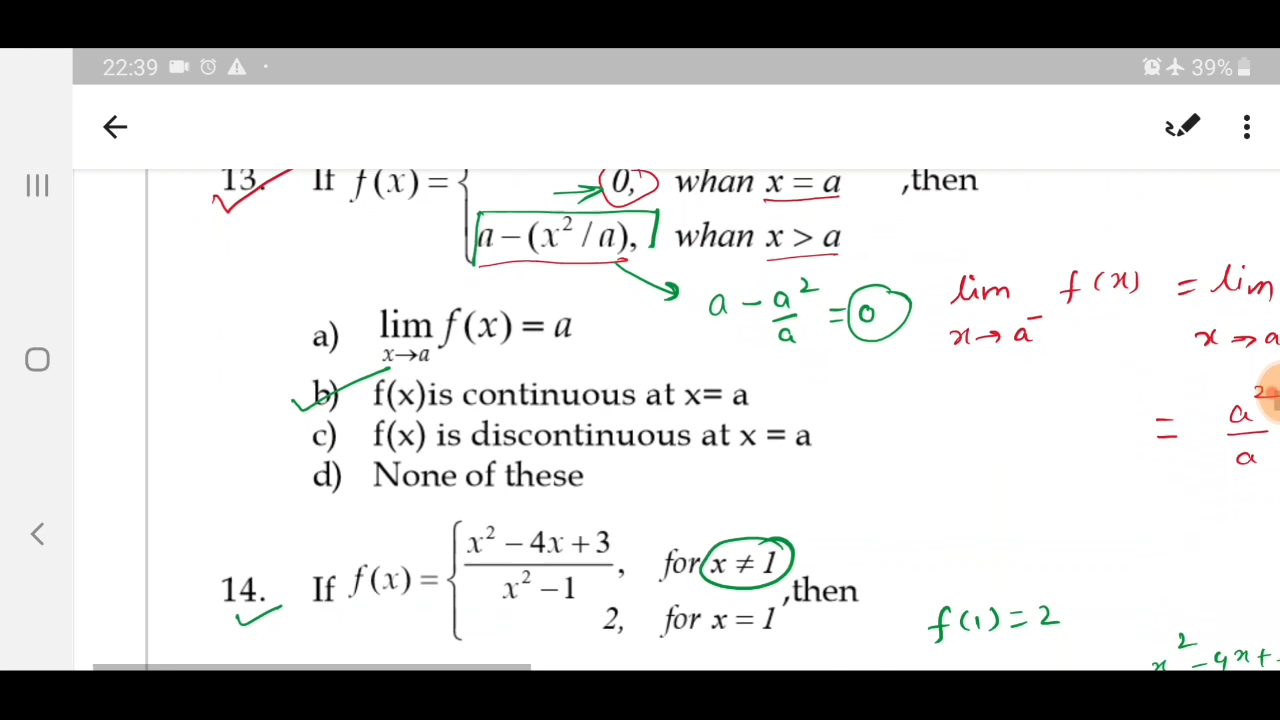 22:39 39%
13. If f(x) = { 0, whan x = a ,then
a – (x² / a), whan x > a
a - a²/a = 0
lim x→a⁻ f(x) = lim x→a
a) lim x→a f(x) = a
= a²/a
b) f(x)is continuous at x= a
c) f(x) is discontinuous at x = a
d) None of these
14. If f(x) = { x² – 4x + 3 / x² – 1, for x ≠ 1 ,then
2, for x = 1
f(1) = 2
x² - 4x +